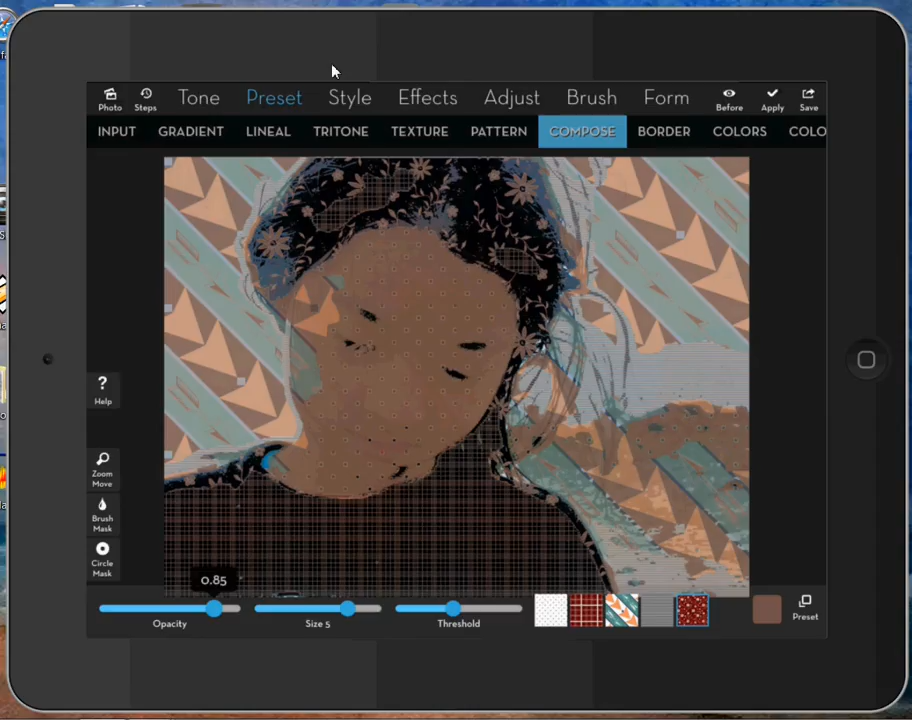 Photo Steps Tone Preset Style Effects Adjust Brush Form Before Apply Save
INPUT GRADIENT LINEAL TRITONE TEXTURE PATTERN COMPOSE BORDER COLORS COLO
?
Help
Zoom
Move
Brush
Mask
Circle
Mask
0.85
Opacity Size 5 Threshold Preset